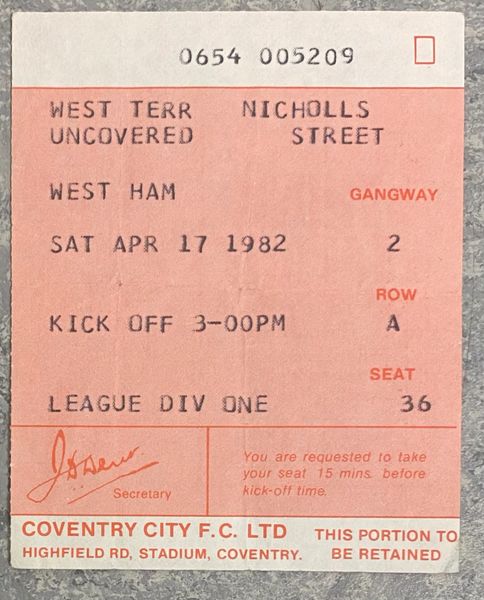 0654 005209
WEST TERR NICHOLLS
UNCOVERED STREET
WEST HAM GANGWAY
SAT APR 17 1982 2
ROW
KICK OFF 3-00PM A
SEAT
LEAGUE DIV ONE 36
Secretary
You are requested to take
your seat 15 mins. before
kick-off time.
COVENTRY CITY F.C. LTD
HIGHFIELD RD, STADIUM, COVENTRY.
THIS PORTION TO
BE RETAINED